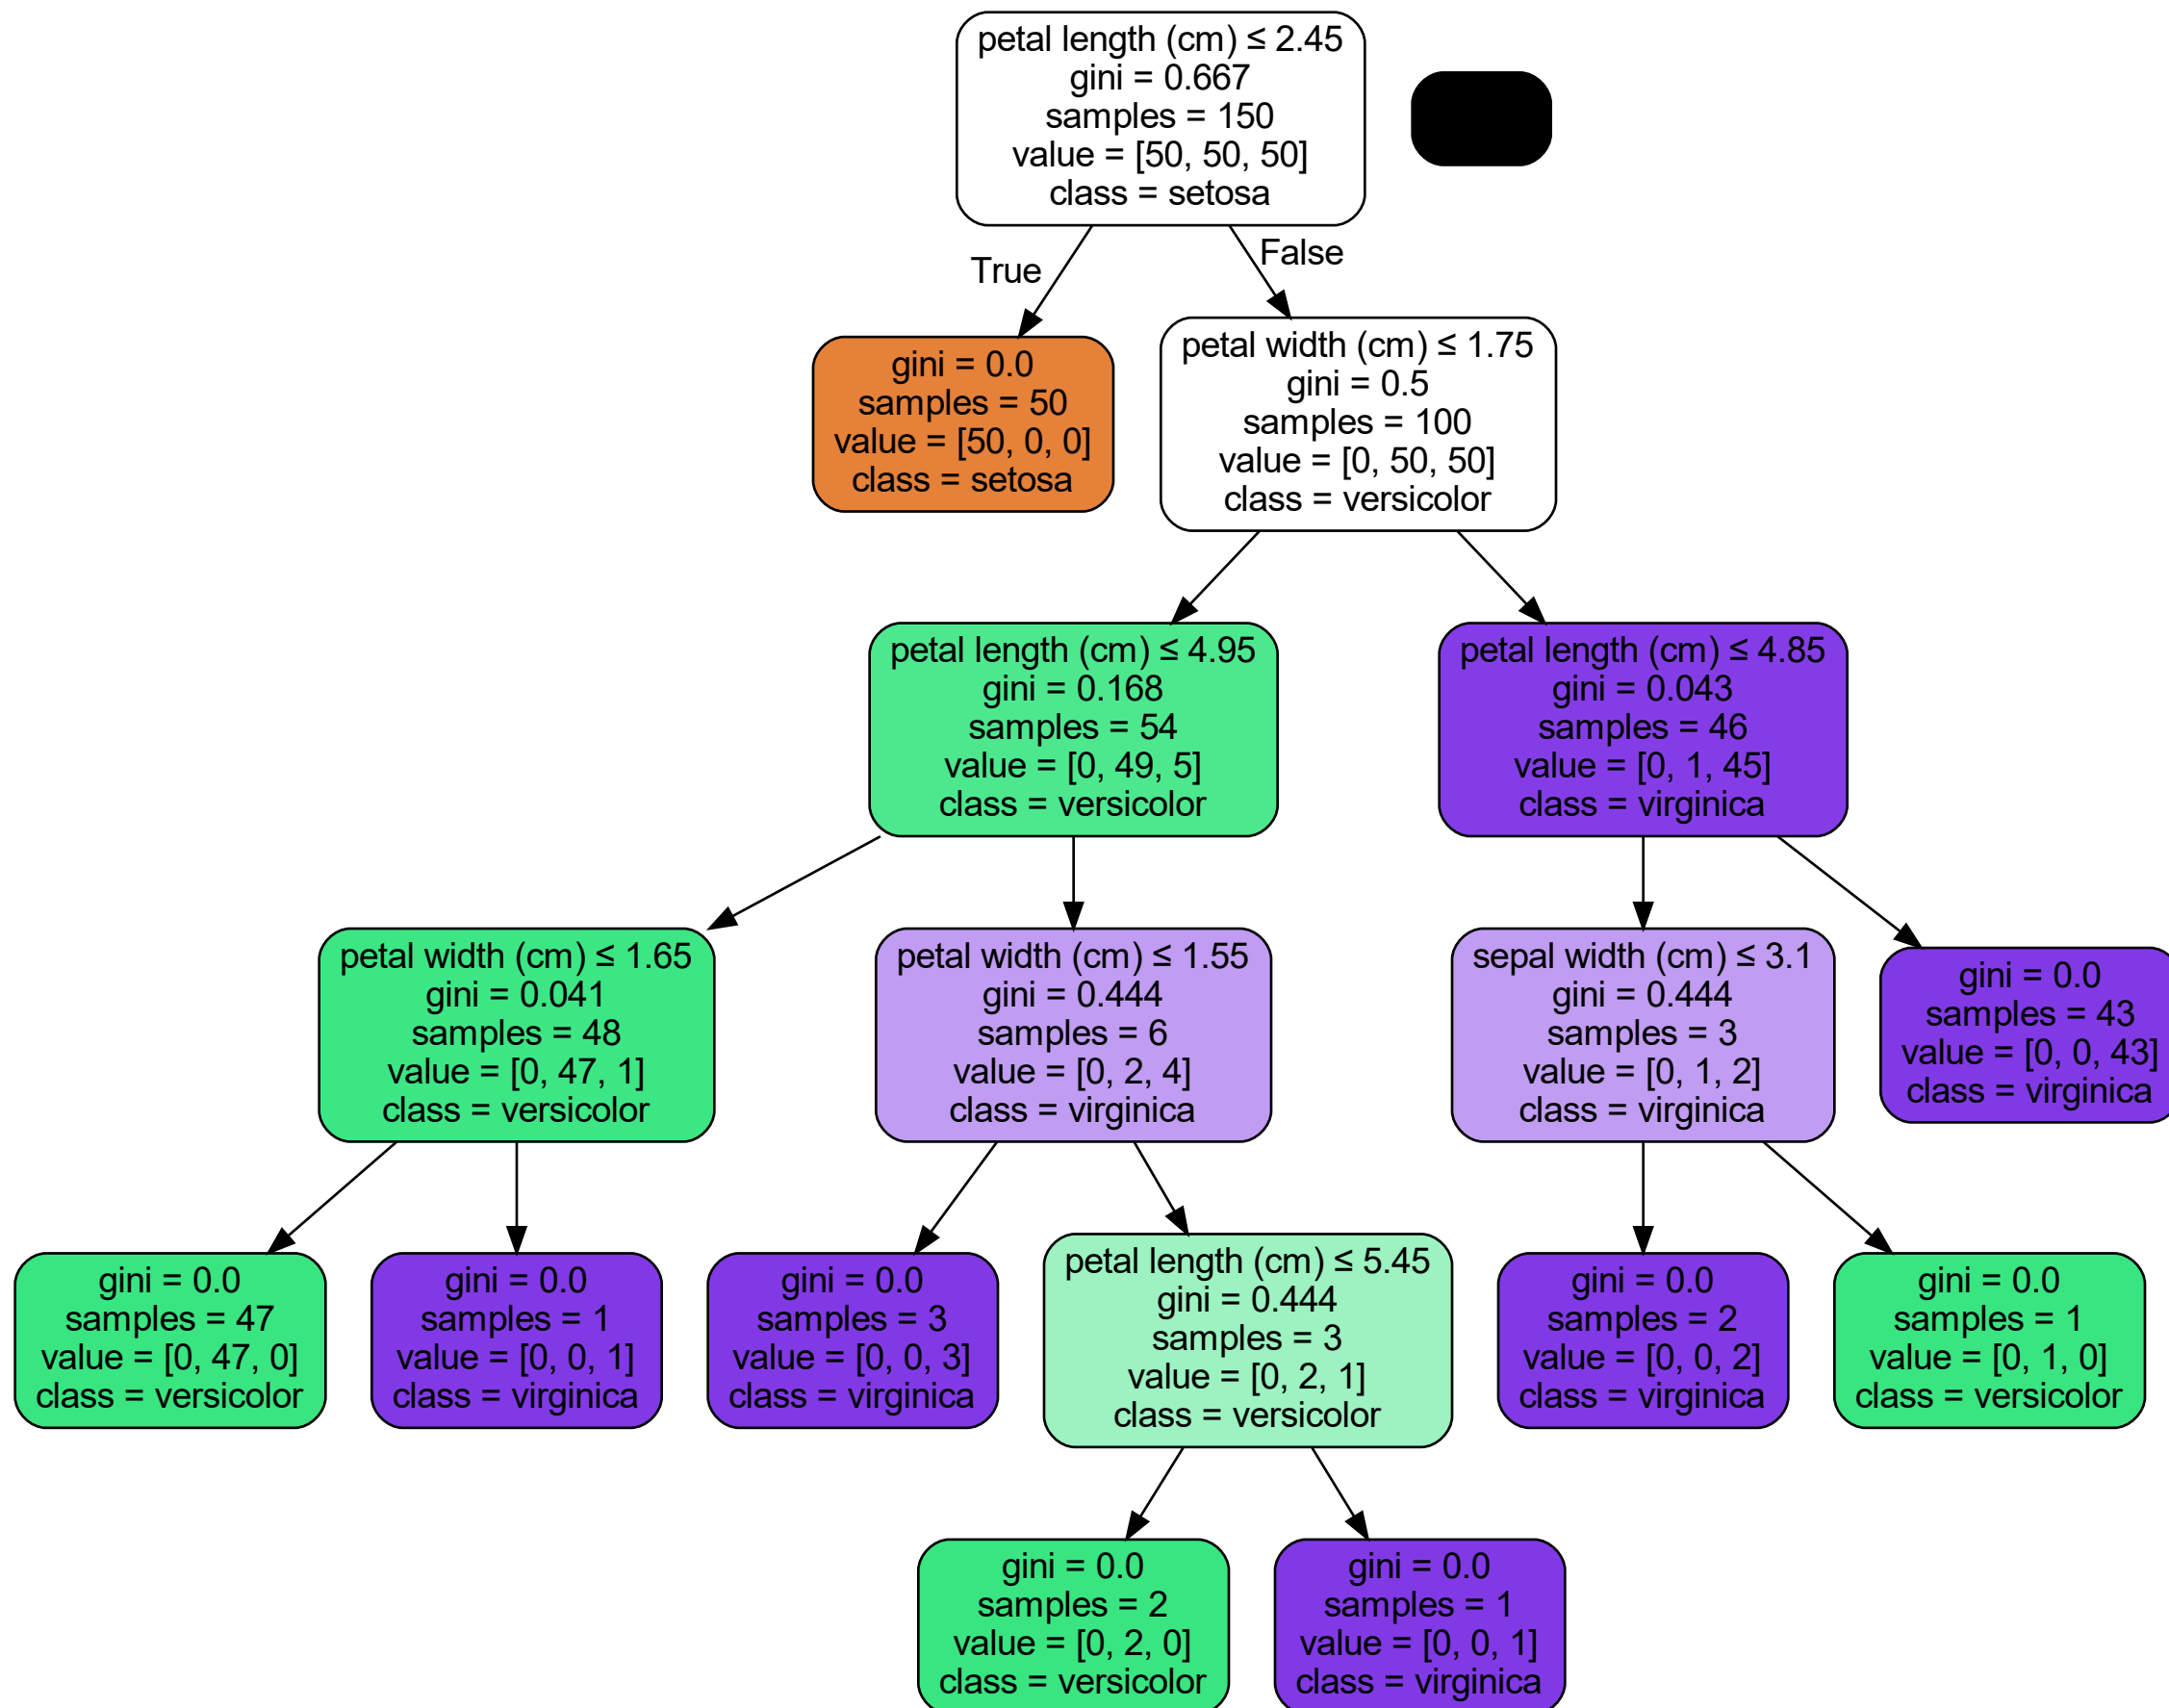 petal length (cm) ≤ 2.45
gini = 0.667
samples = 150
value = [50, 50, 50]
class = setosa
True
False
gini = 0.0
samples = 50
value = [50, 0, 0]
class = setosa
petal width (cm) ≤ 1.75
gini = 0.5
samples = 100
value = [0, 50, 50]
class = versicolor
petal length (cm) ≤ 4.95
gini = 0.168
samples = 54
value = [0, 49, 5]
class = versicolor
petal length (cm) ≤ 4.85
gini = 0.043
samples = 46
value = [0, 1, 45]
class = virginica
petal width (cm) ≤ 1.65
gini = 0.041
samples = 48
value = [0, 47, 1]
class = versicolor
petal width (cm) ≤ 1.55
gini = 0.444
samples = 6
value = [0, 2, 4]
class = virginica
sepal width (cm) ≤ 3.1
gini = 0.444
samples = 3
value = [0, 1, 2]
class = virginica
gini = 0.0
samples = 43
value = [0, 0, 43]
class = virginica
gini = 0.0
samples = 47
value = [0, 47, 0]
class = versicolor
gini = 0.0
samples = 1
value = [0, 0, 1]
class = virginica
gini = 0.0
samples = 3
value = [0, 0, 3]
class = virginica
petal length (cm) ≤ 5.45
gini = 0.444
samples = 3
value = [0, 2, 1]
class = versicolor
gini = 0.0
samples = 2
value = [0, 0, 2]
class = virginica
gini = 0.0
samples = 1
value = [0, 1, 0]
class = versicolor
gini = 0.0
samples = 2
value = [0, 2, 0]
class = versicolor
gini = 0.0
samples = 1
value = [0, 0, 1]
class = virginica